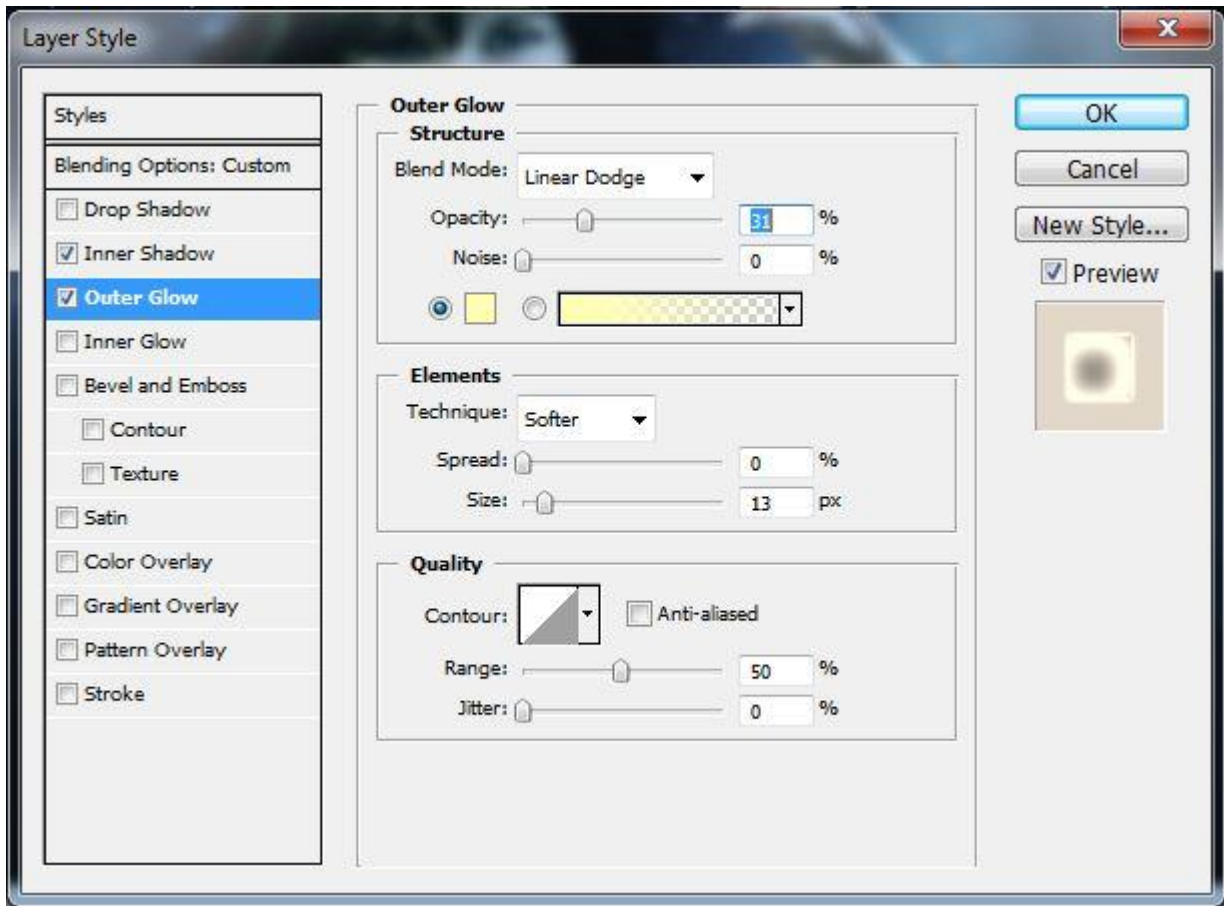 Layer Style
Styles
Blending Options: Custom
Drop Shadow
Inner Shadow
Outer Glow
Inner Glow
Bevel and Emboss
Contour
Texture
Satin
Color Overlay
Gradient Overlay
Pattern Overlay
Stroke
Outer Glow
Structure
Blend Mode: Linear Dodge
Opacity: 31 %
Noise: 0 %
Elements
Technique: Softer
Spread: 0 %
Size: 13 px
Quality
Contour: Anti-aliased
Range: 50 %
Jitter: 0 %
OK
Cancel
New Style...
Preview